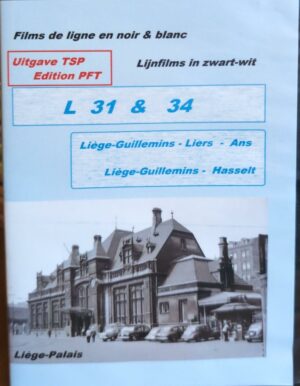 Films de ligne en noir & blanc
Uitgave TSP
Edition PFT
Lijnfilms in zwart-wit
L 31 & 34
Liège-Guillemins - Liers - Ans
Liège-Guillemins - Hasselt
Liège-Palais